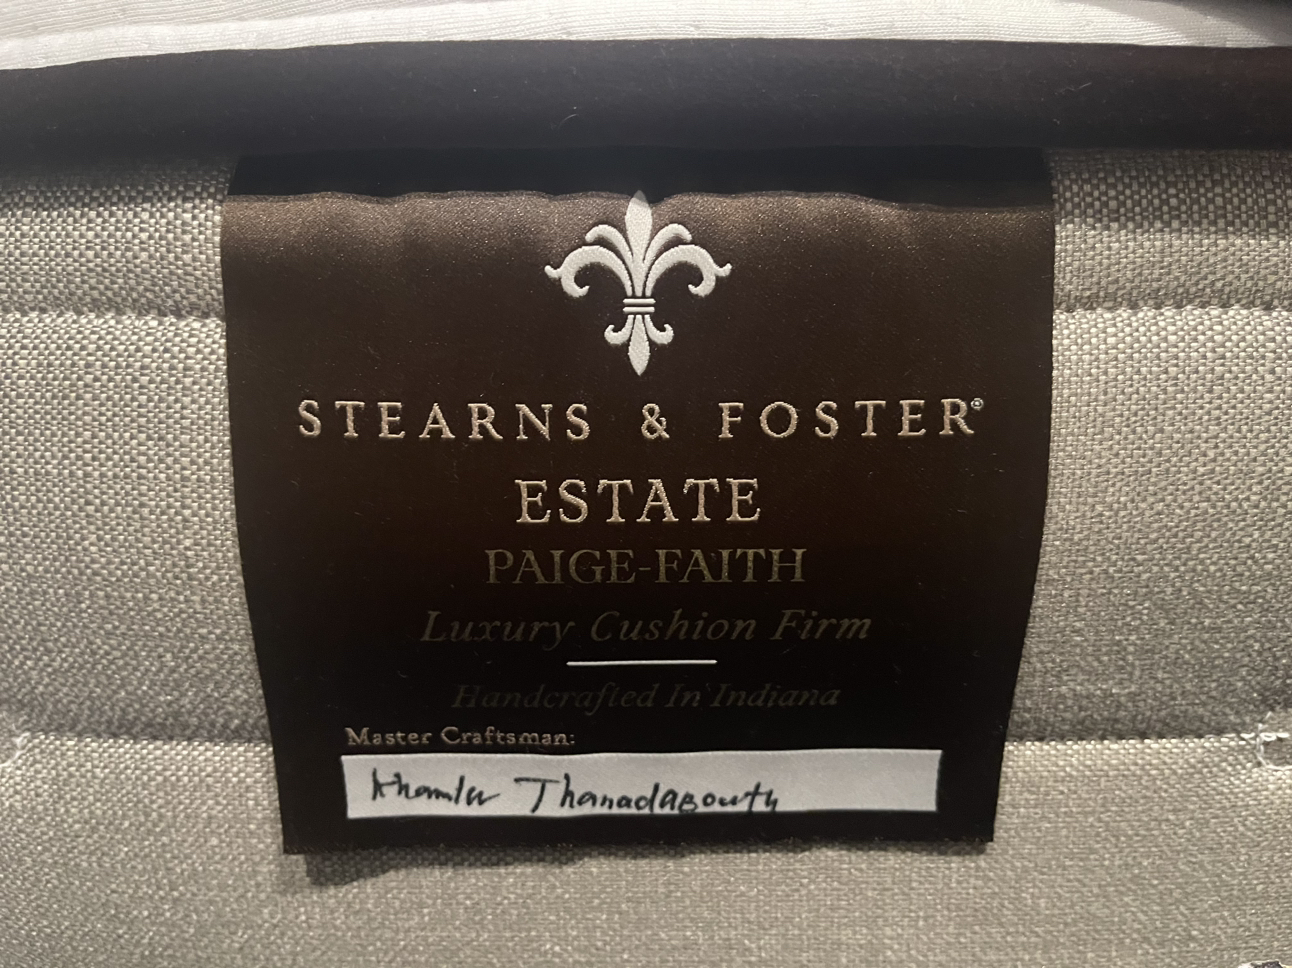 STEARNS & FOSTER®
ESTATE
PAIGE-FAITH
Luxury Cushion Firm
Handcrafted In Indiana
Master Craftsman:
Thanadabouth